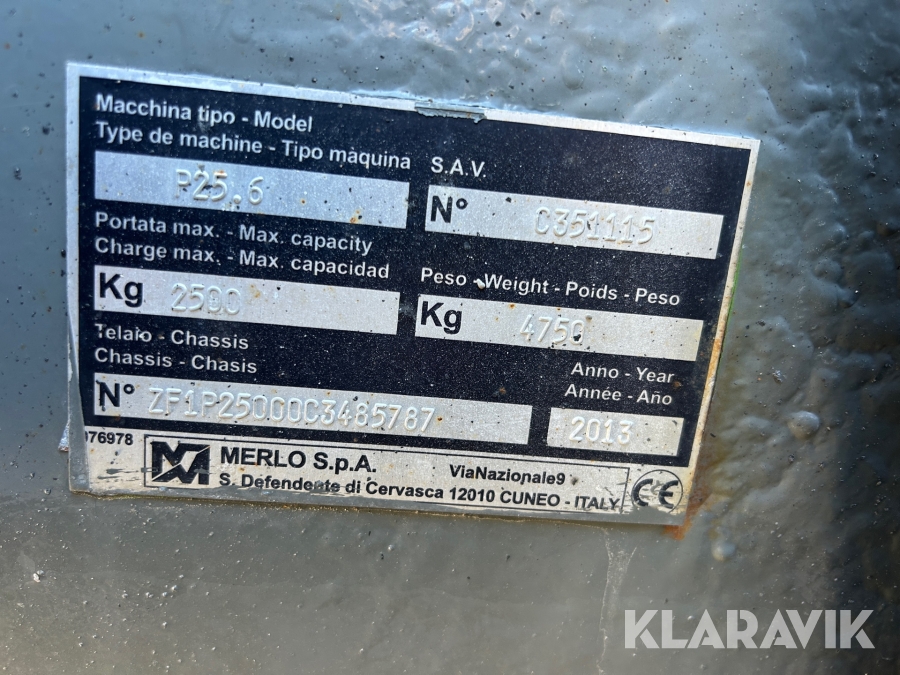 Macchina tipo - Model
Type de machine - Tipo màquina
P25.6
S.A.V.
N° C351115
Portata max. - Max. capacity
Charge max. - Max. capacidad
Kg 2500
Peso - Weight - Poids - Peso
Kg 4750
Telaio - Chassis
Chassis - Chasis
N° ZF1P25000C3485787
Anno - Year
Année - Año
2013
076978
MERLO S.p.A. ViaNazionale9
S. Defendente di Cervasca 12010 CUNEO - ITALY
CE
KLARAVIK